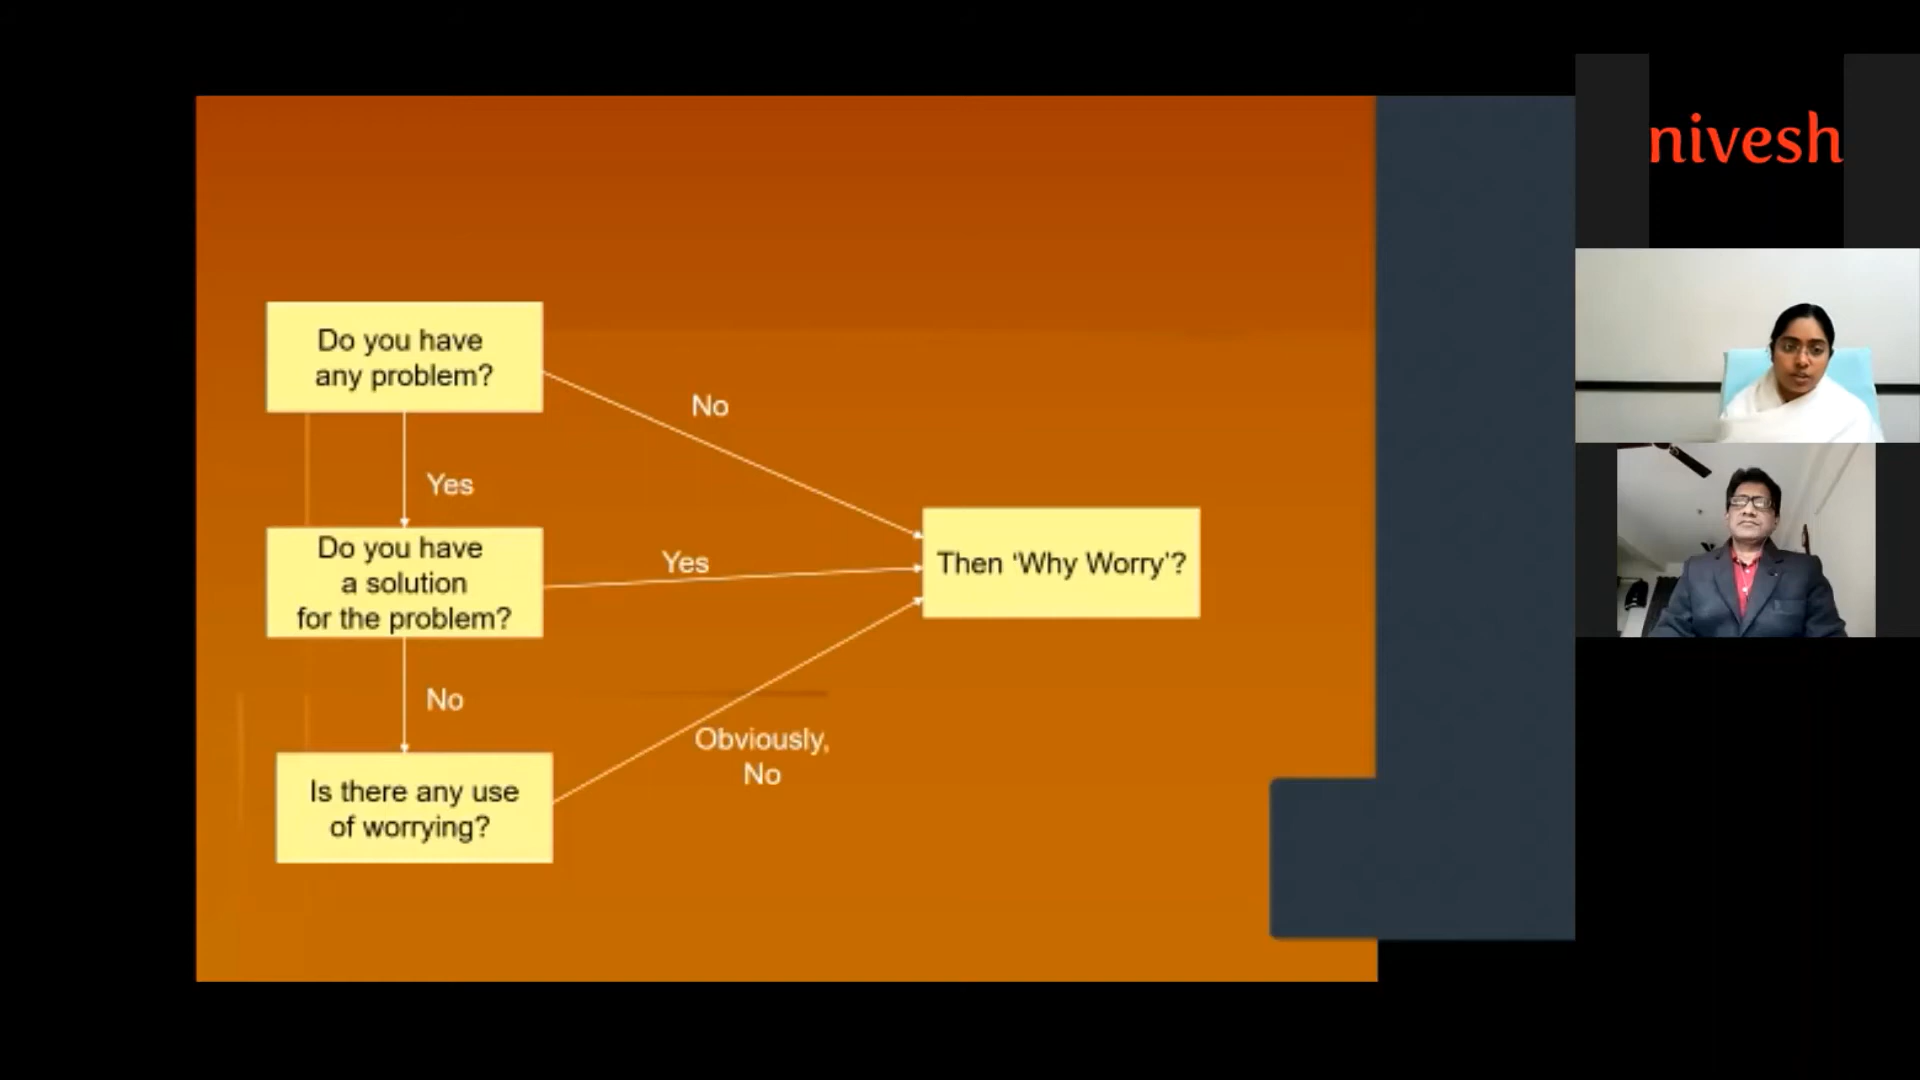 Do you have
any problem?
No
Yes
Do you have
a solution
for the problem?
Yes
Then ‘Why Worry’?
No
Obviously,
No
Is there any use
of worrying?
nivesh